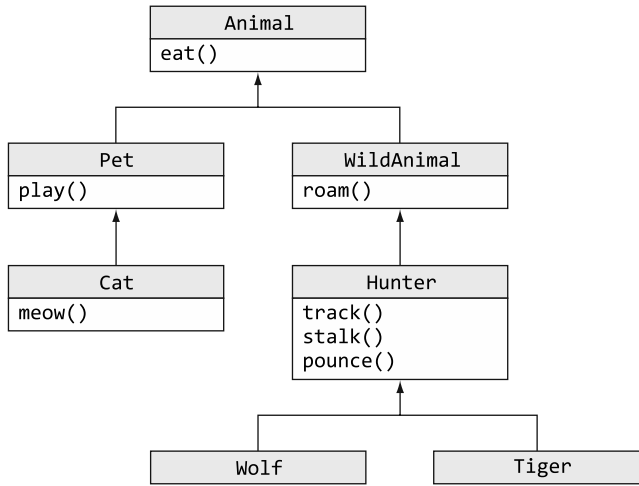 Animal
eat()
Pet
play()
WildAnimal
roam()
Cat
meow()
Hunter
track()
stalk()
pounce()
Wolf
Tiger